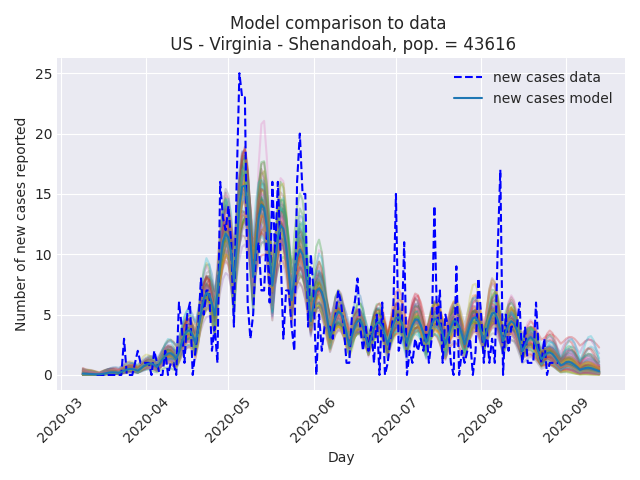 Model comparison to data
US - Virginia - Shenandoah, pop. = 43616
new cases data
new cases model
Number of new cases reported
25
20
15
10
5
0
2020-03
2020-04
2020-05
2020-06
2020-07
2020-08
2020-09
Day